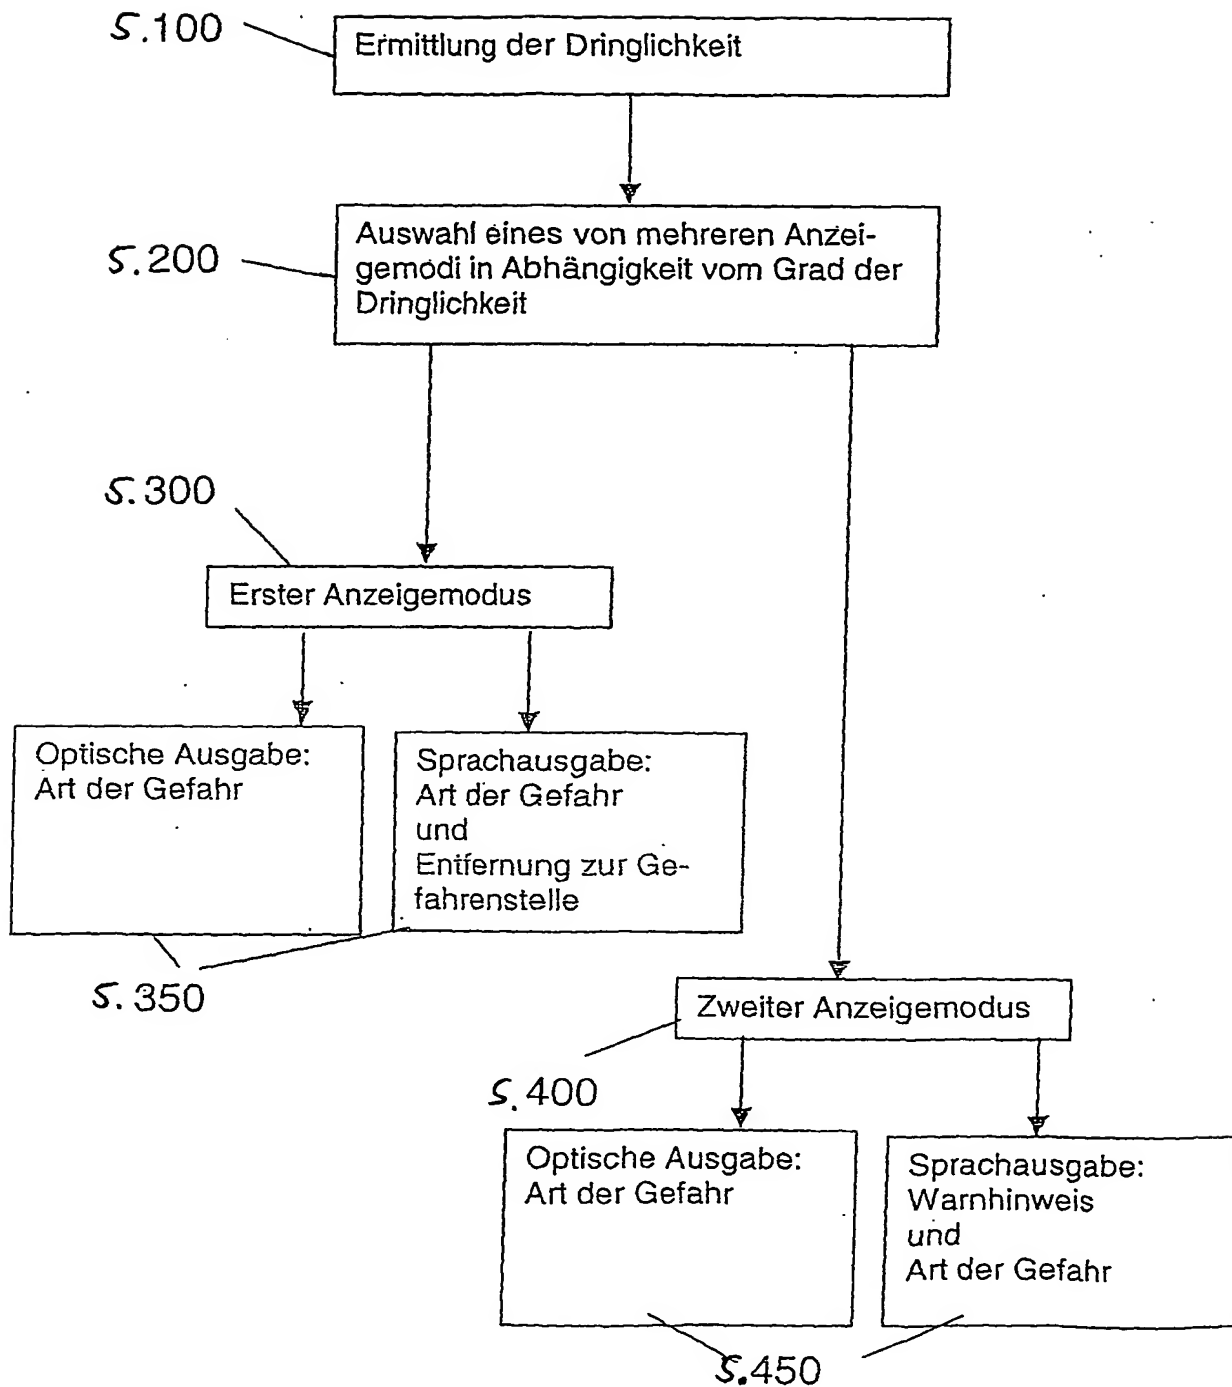 S.100
Ermittlung der Dringlichkeit
S.200
Auswahl eines von mehreren Anzei-
gemodi in Abhängigkeit vom Grad der
Dringlichkeit
S.300
Erster Anzeigemodus
Optische Ausgabe:
Art der Gefahr
Sprachausgabe:
Art der Gefahr
und
Entfernung zur Ge-
fahrenstelle
S.350
Zweiter Anzeigemodus
S.400
Optische Ausgabe:
Art der Gefahr
Sprachausgabe:
Warnhinweis
und
Art der Gefahr
S.450